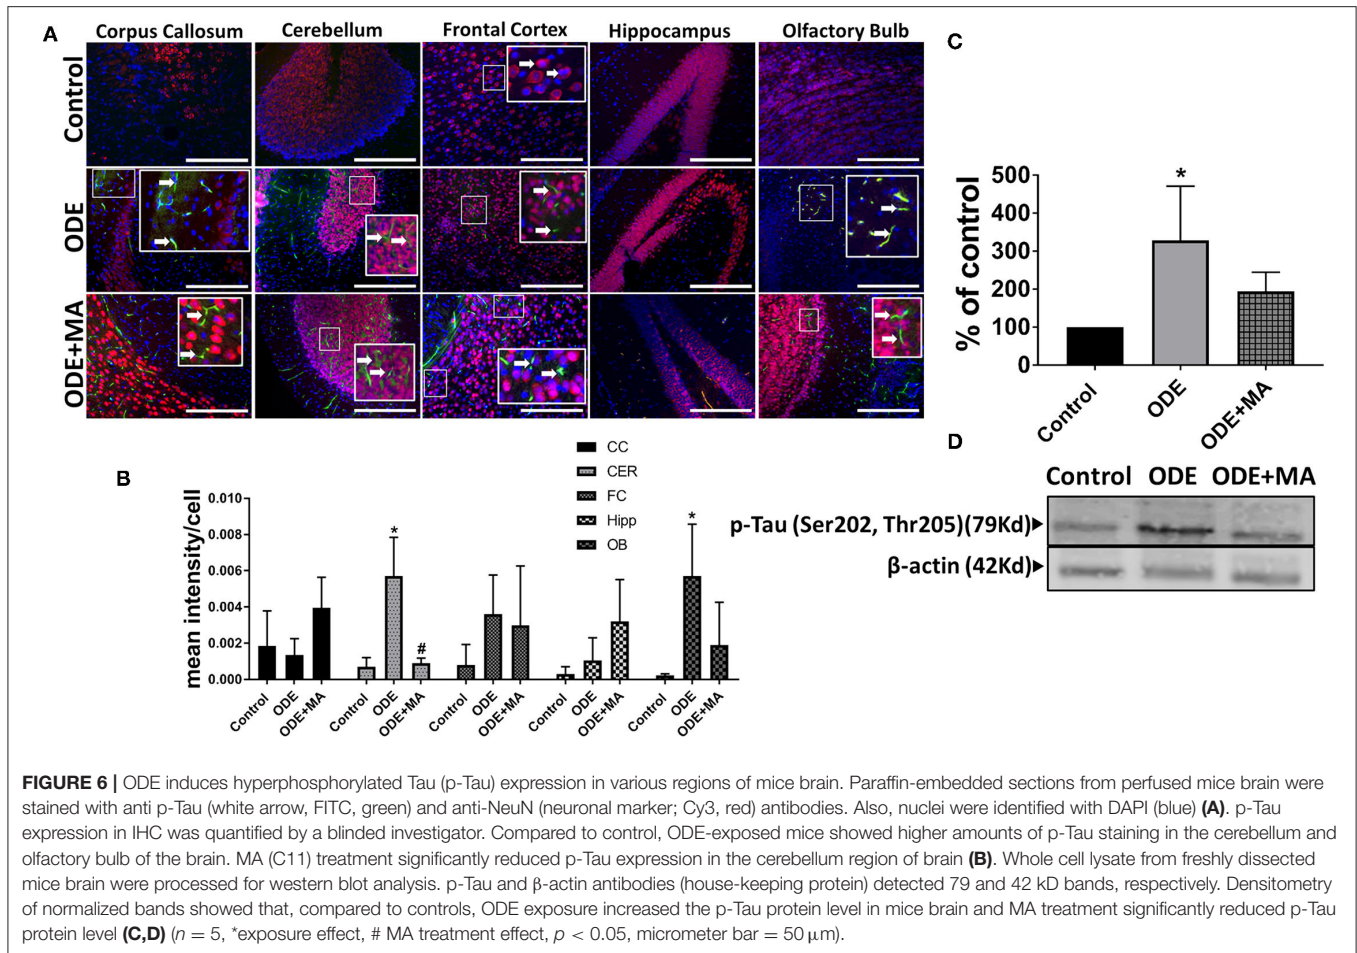 A
Corpus Callosum Cerebellum Frontal Cortex Hippocampus Olfactory Bulb
Control
ODE
ODE+MA
B
mean intensity/cell
0.010
0.008
0.006
0.004
0.002
0.000
CC
CER
FC
Hipp
OB
*
#
*
Control ODE ODE+MA Control ODE ODE+MA Control ODE ODE+MA Control ODE ODE+MA Control ODE ODE+MA
C
% of control
500
400
300
200
100
0
*
Control ODE ODE+MA
D
Control ODE ODE+MA
p-Tau (Ser202, Thr205)(79Kd)
β-actin (42Kd)
FIGURE 6 | ODE induces hyperphosphorylated Tau (p-Tau) expression in various regions of mice brain. Paraffin-embedded sections from perfused mice brain were
stained with anti p-Tau (white arrow, FITC, green) and anti-NeuN (neuronal marker; Cy3, red) antibodies. Also, nuclei were identified with DAPI (blue) (A). p-Tau
expression in IHC was quantified by a blinded investigator. Compared to control, ODE-exposed mice showed higher amounts of p-Tau staining in the cerebellum and
olfactory bulb of the brain. MA (C11) treatment significantly reduced p-Tau expression in the cerebellum region of brain (B). Whole cell lysate from freshly dissected
mice brain were processed for western blot analysis. p-Tau and β-actin antibodies (house-keeping protein) detected 79 and 42 kD bands, respectively. Densitometry
of normalized bands showed that, compared to controls, ODE exposure increased the p-Tau protein level in mice brain and MA treatment significantly reduced p-Tau
protein level (C,D) (n = 5, *exposure effect, # MA treatment effect, p < 0.05, micrometer bar = 50 μm).